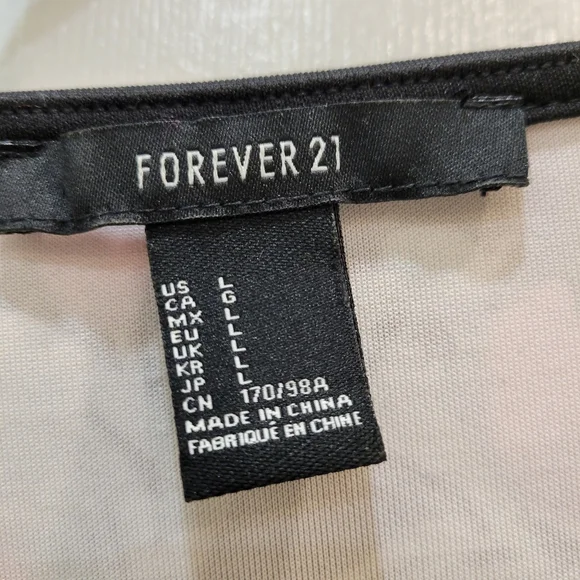 FOREVER 21
US L
CA G
MX L
EU L
UK L
KR L
JP L
CN 170/98A
MADE IN CHINA
FABRIQUÉ EN CHINE